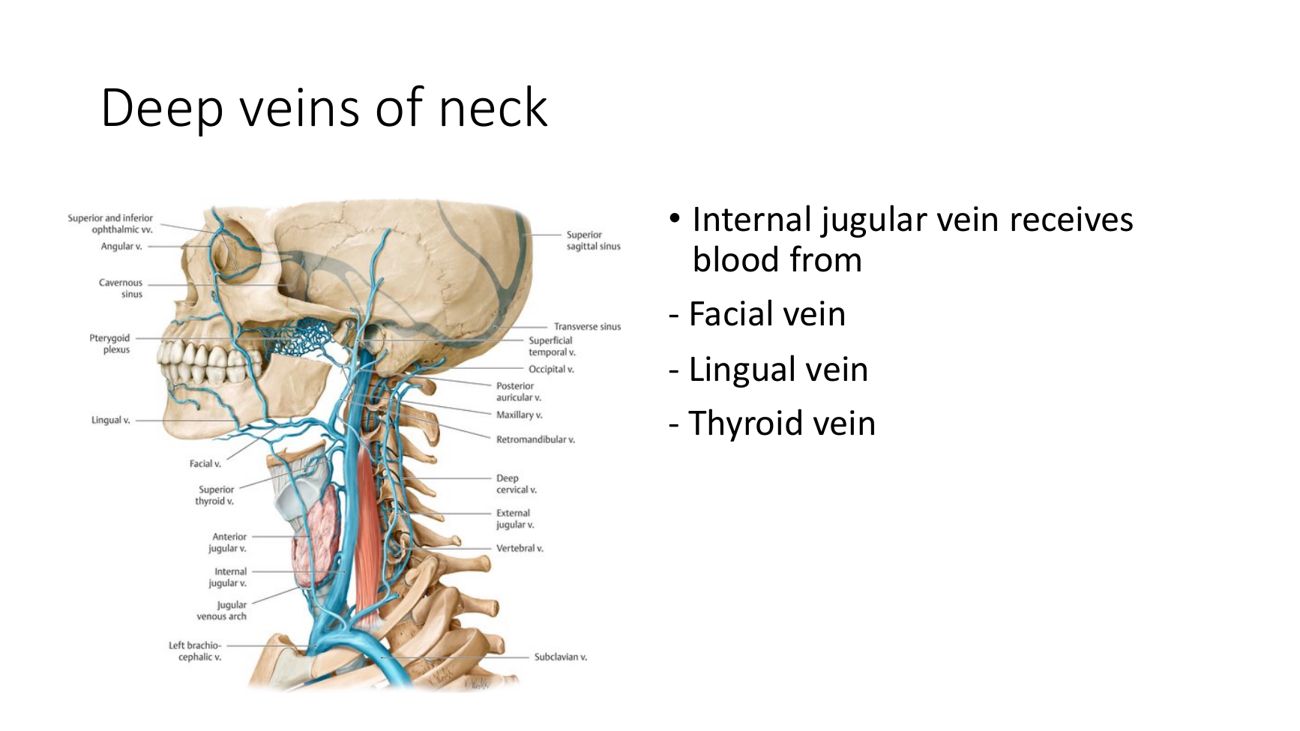 Deep veins of neck
Superior and inferior
ophthalmic vv.
Angular v.
Cavernous
sinus
Pterygoid
plexus
Lingual v.
Facial v.
Superior
thyroid v.
Anterior
jugular v.
Internal
jugular v.
Jugular
venous arch
Left brachio-
cephalic v.
Superior
sagittal sinus
Transverse sinus
Superficial
temporal v.
Occipital v.
Posterior
auricular v.
Maxillary v.
Retromandibular v.
Deep
cervical v.
External
jugular v.
Vertebral v.
Subclavian v.
• Internal jugular vein receives
blood from
- Facial vein
- Lingual vein
- Thyroid vein